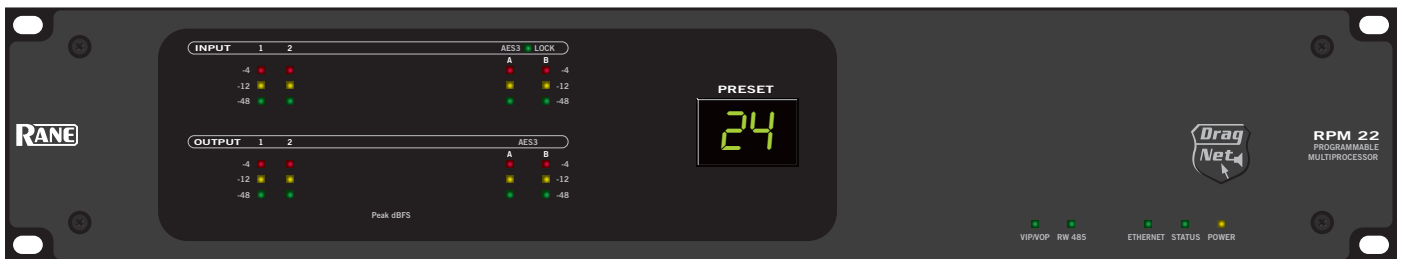 INPUT 1 2 AES3 LOCK
A B
-4 -4
-12 -12
-48 -48
PRESET
24
OUTPUT 1 2 AES3
A B
-4 -4
-12 -12
-48 -48
Peak dBFS
RANE
Drag
Net
RPM 22
PROGRAMMABLE
MULTIPROCESSOR
VIP/VOP RW 485 ETHERNET STATUS POWER